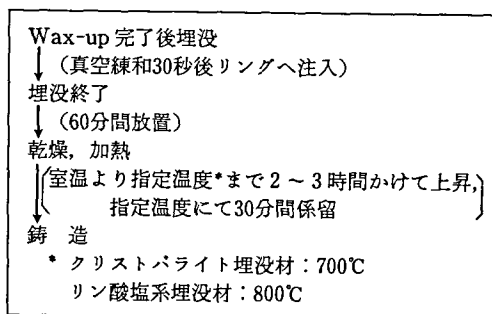 Wax-up 完了後埋没
(真空練和30秒後リングへ注入)
埋没終了
(60分間放置)
乾燥，加熱
(室温より指定温度*まで2～3時間かけて上昇，
指定温度にて30分間係留)
鋳 造
* クリストバライト埋没材：700℃
リン酸塩系埋没材：800℃